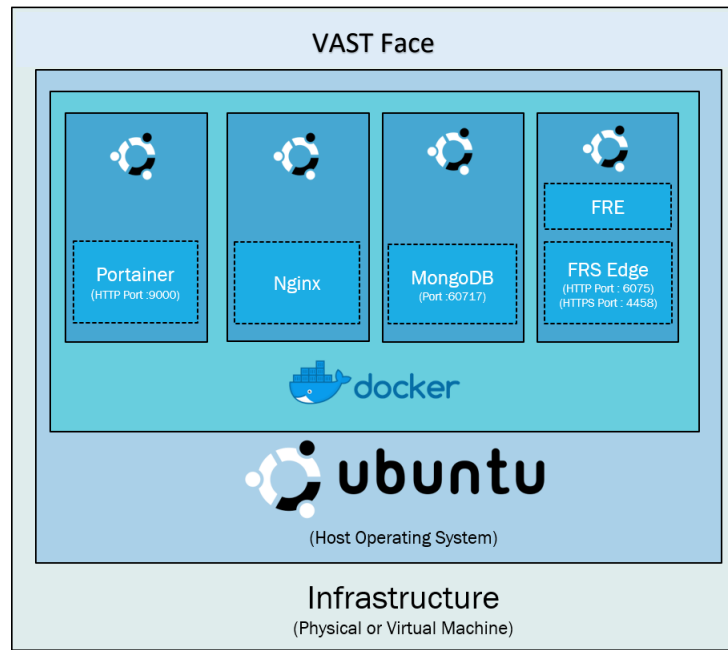 VAST Face
Portainer
(HTTP Port :9000)
Nginx
MongoDB
(Port :60717)
FRE
FRS Edge
(HTTP Port : 6075)
(HTTPS Port : 4458)
docker
ubuntu
(Host Operating System)
Infrastructure
(Physical or Virtual Machine)